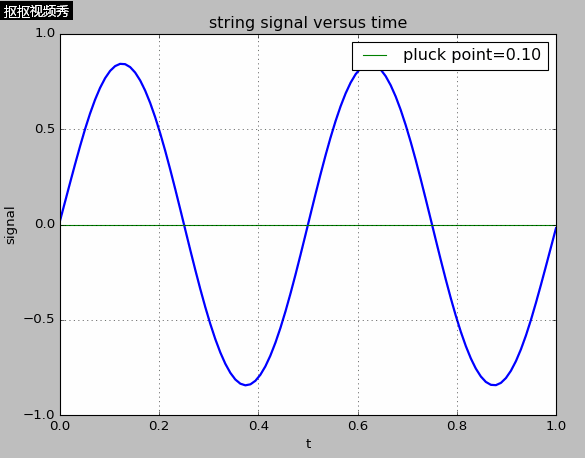 抠抠视频秀
string signal versus time
pluck point=0.10
1.0
0.5
0.0
−0.5
−1.0
signal
0.0 0.2 0.4 0.6 0.8 1.0
t